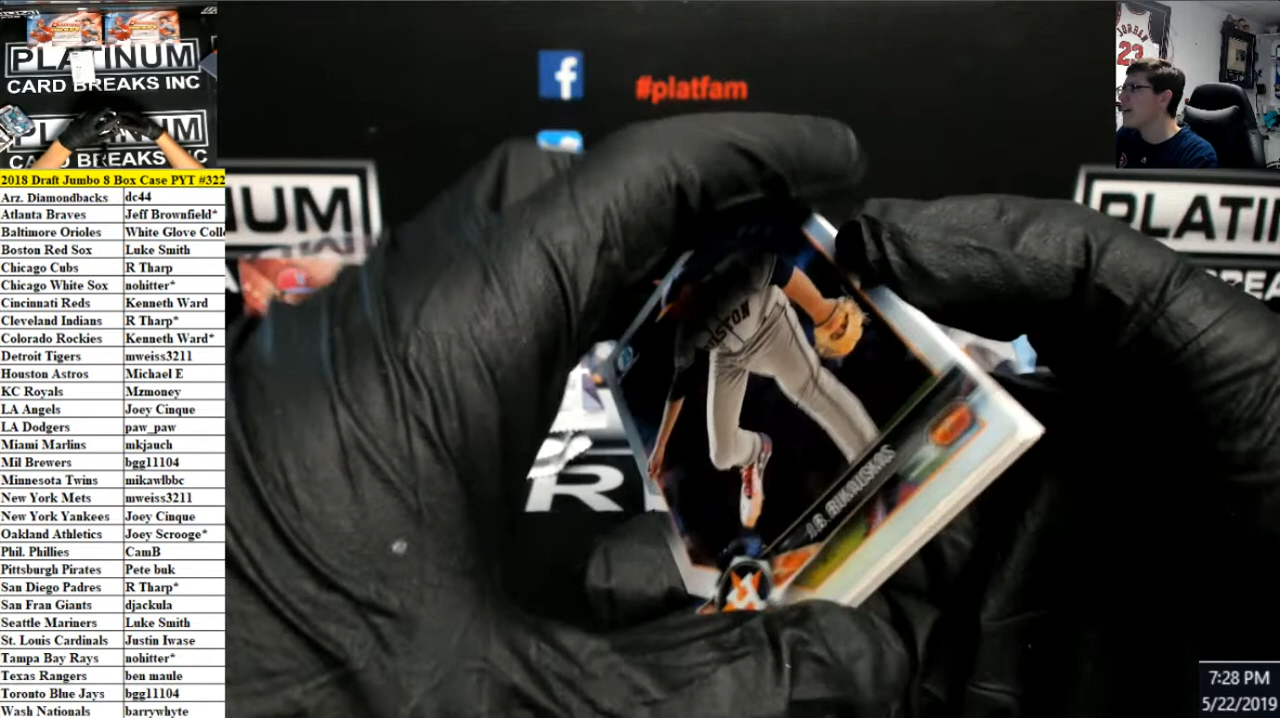 PLATINUM
CARD BREAKS INC
PLATINUM
CARD BREAKS INC
2018 Draft Jumbo 8 Box Case PYT #322
Arz. Diamondbacks dc44
Atlanta Braves Jeff Brownfield*
Baltimore Orioles White Glove Coll
Boston Red Sox Luke Smith
Chicago Cubs R Tharp
Chicago White Sox nohitter*
Cincinnati Reds Kenneth Ward
Cleveland Indians R Tharp*
Colorado Rockies Kenneth Ward*
Detroit Tigers mweiss3211
Houston Astros Michael E
KC Royals Mzmoney
LA Angels Joey Cinque
LA Dodgers paw_paw
Miami Marlins mkjauch
Mil Brewers bgg11104
Minnesota Twins mikawlbbc
New York Mets mweiss3211
New York Yankees Joey Cinque
Oakland Athletics Joey Scrooge*
Phil. Phillies CamB
Pittsburgh Pirates Pete buk
San Diego Padres R Tharp*
San Fran Giants djackula
Seattle Mariners Luke Smith
St. Louis Cardinals Justin Iwase
Tampa Bay Rays nohitter*
Texas Rangers ben maule
Toronto Blue Jays bgg11104
Wash Nationals barrywhyte
f
#platfam
NUM
PLATIN
REA
R
J.B. BUKAUSKAS
JORDAN
23
7:28 PM
5/22/2019